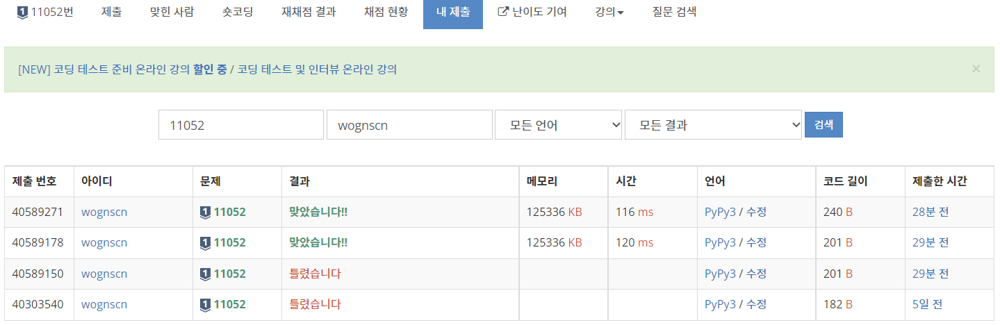 1 11052번 제출 맞힌 사람 숏코딩 재채점 결과 채점 현황 내 제출 난이도 기여 강의 질문 검색
[NEW] 코딩 테스트 준비 온라인 강의 할인 중 / 코딩 테스트 및 인터뷰 온라인 강의 ×
11052 wognscn 모든 언어 모든 결과 검색
제출 번호 아이디 문제 결과 메모리 시간 언어 코드 길이 제출한 시간
40589271 wognscn 1 11052 맞았습니다!! 125336 KB 116 ms PyPy3 / 수정 240 B 28분 전
40589178 wognscn 1 11052 맞았습니다!! 125336 KB 120 ms PyPy3 / 수정 201 B 29분 전
40589150 wognscn 1 11052 틀렸습니다 PyPy3 / 수정 201 B 29분 전
40303540 wognscn 1 11052 틀렸습니다 PyPy3 / 수정 182 B 5일 전